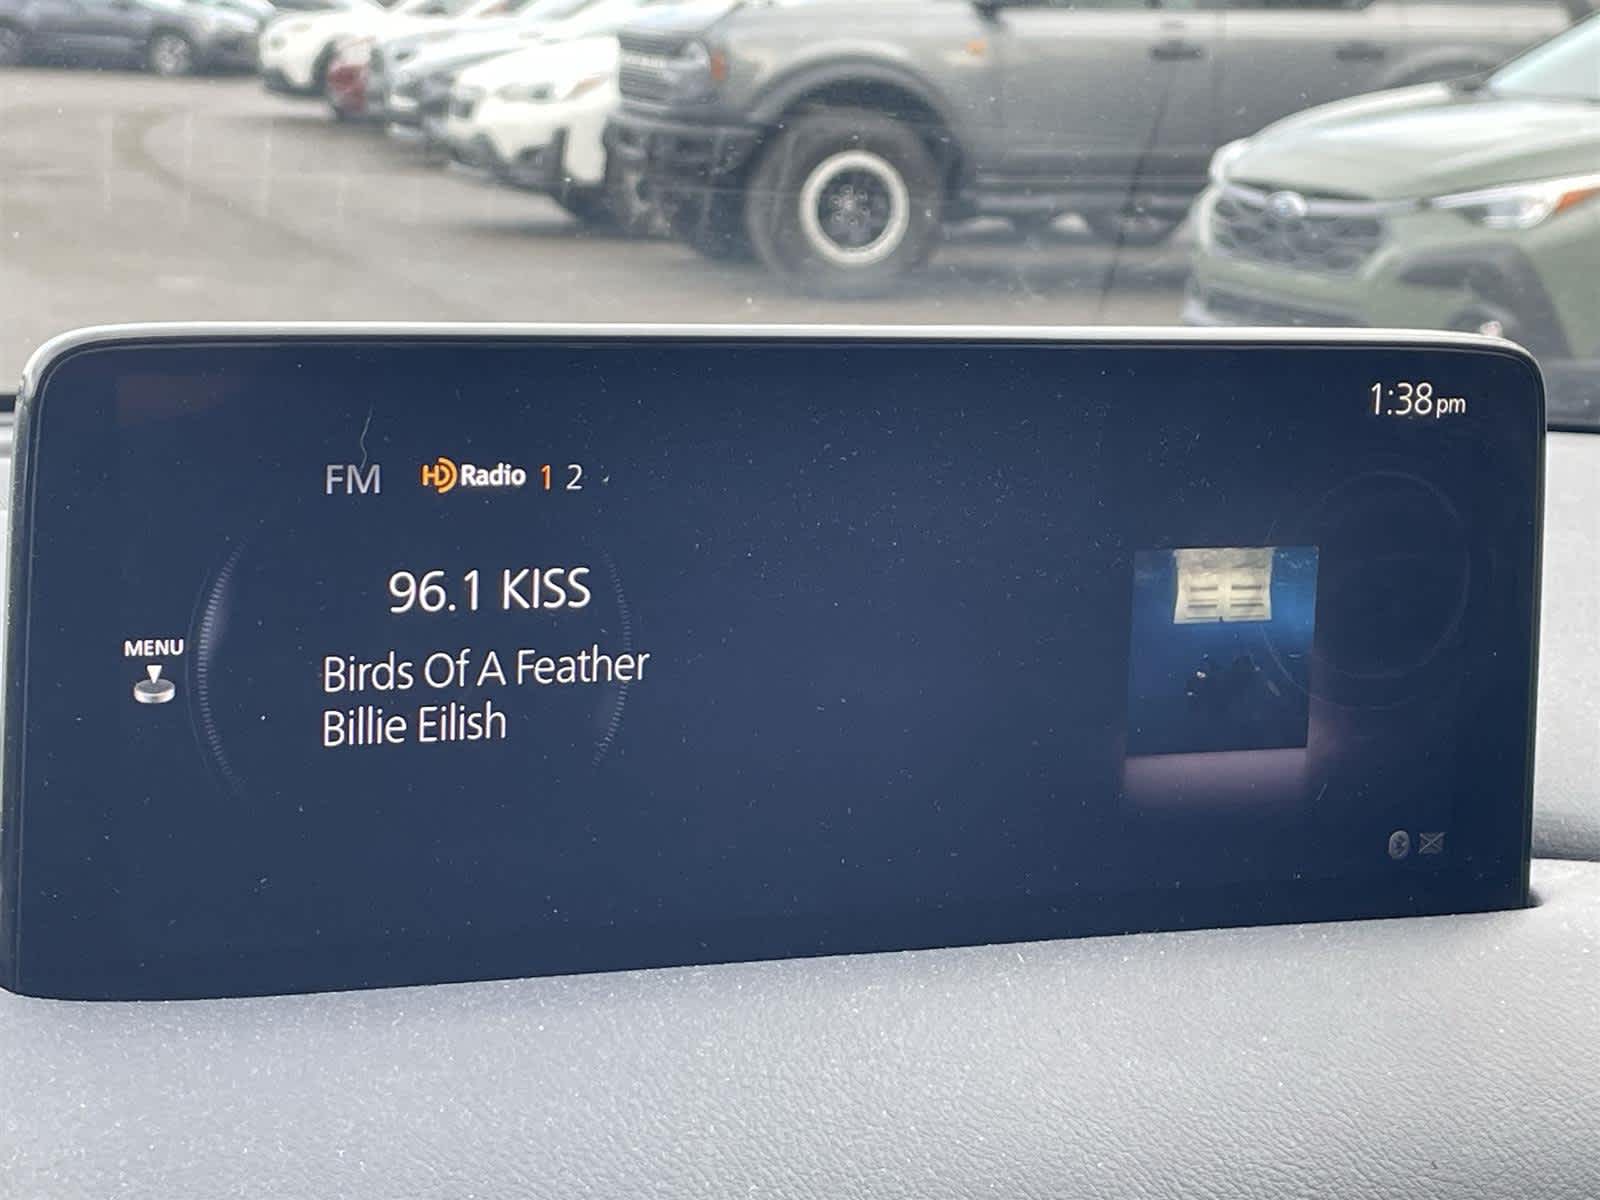 1:38pm
FM HD Radio 1 2
96.1 KISS
MENU
Birds Of A Feather
Billie Eilish